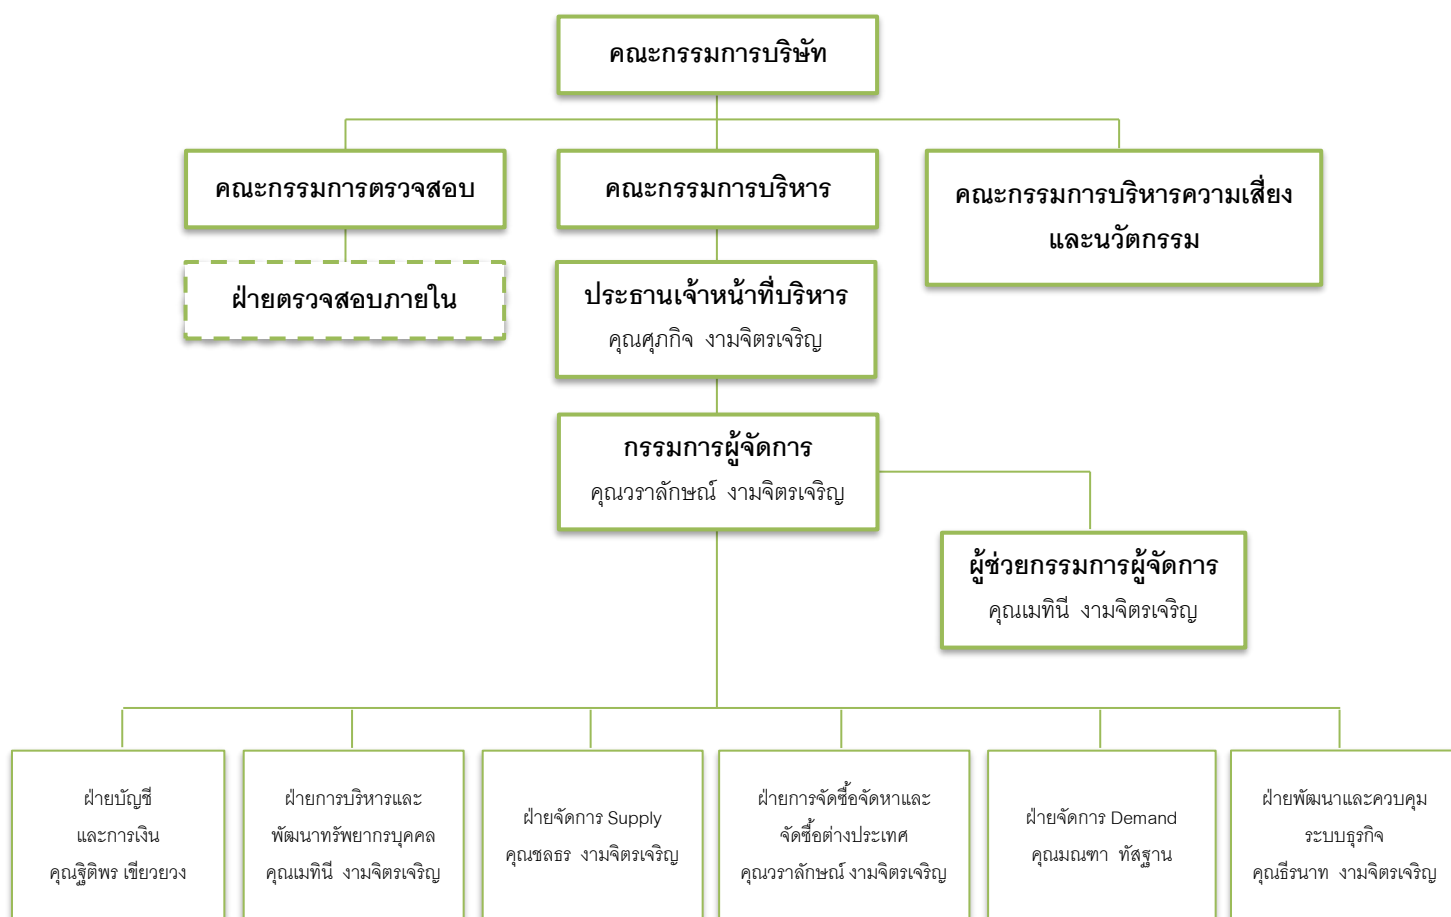 คณะกรรมการบริษัท
คณะกรรมการตรวจสอบ
คณะกรรมการบริหาร
คณะกรรมการบริหารความเสี่ยง
และนวัตกรรม
ฝ่ายตรวจสอบภายใน
ประธานเจ้าหน้าที่บริหาร
คุณศุภกิจ งามจิตรเจริญ
กรรมการผู้จัดการ
คุณวราลักษณ์ งามจิตรเจริญ
ผู้ช่วยกรรมการผู้จัดการ
คุณเมทินี งามจิตรเจริญ
ฝ่ายบัญชี
และการเงิน
คุณฐิติพร เขียวยวง
ฝ่ายการบริหารและ
พัฒนาทรัพยากรบุคคล
คุณเมทินี งามจิตรเจริญ
ฝ่ายจัดการ Supply
คุณชลธร งามจิตรเจริญ
ฝ่ายการจัดซื้อจัดหาและ
จัดซื้อต่างประเทศ
คุณวราลักษณ์ งามจิตรเจริญ
ฝ่ายจัดการ Demand
คุณมณฑา ทัสฐาน
ฝ่ายพัฒนาและควบคุม
ระบบธุรกิจ
คุณธีรนาท งามจิตรเจริญ